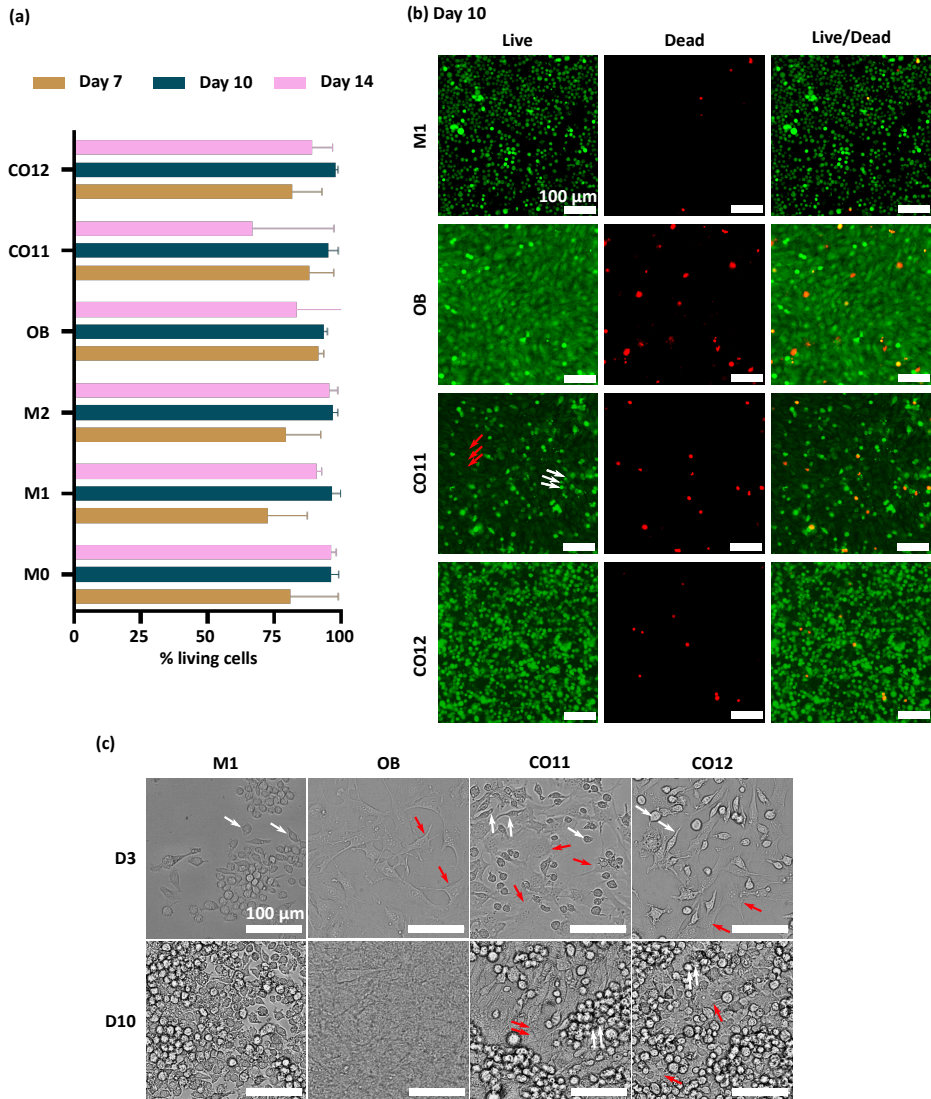 (a)
Day 7 Day 10 Day 14
CO12
CO11
OB
M2
M1
M0
0 25 50 75 100
% living cells
(b) Day 10
Live Dead Live/Dead
M1
100 µm
OB
CO11
CO12
(c)
M1 OB CO11 CO12
D3
100 µm
D10